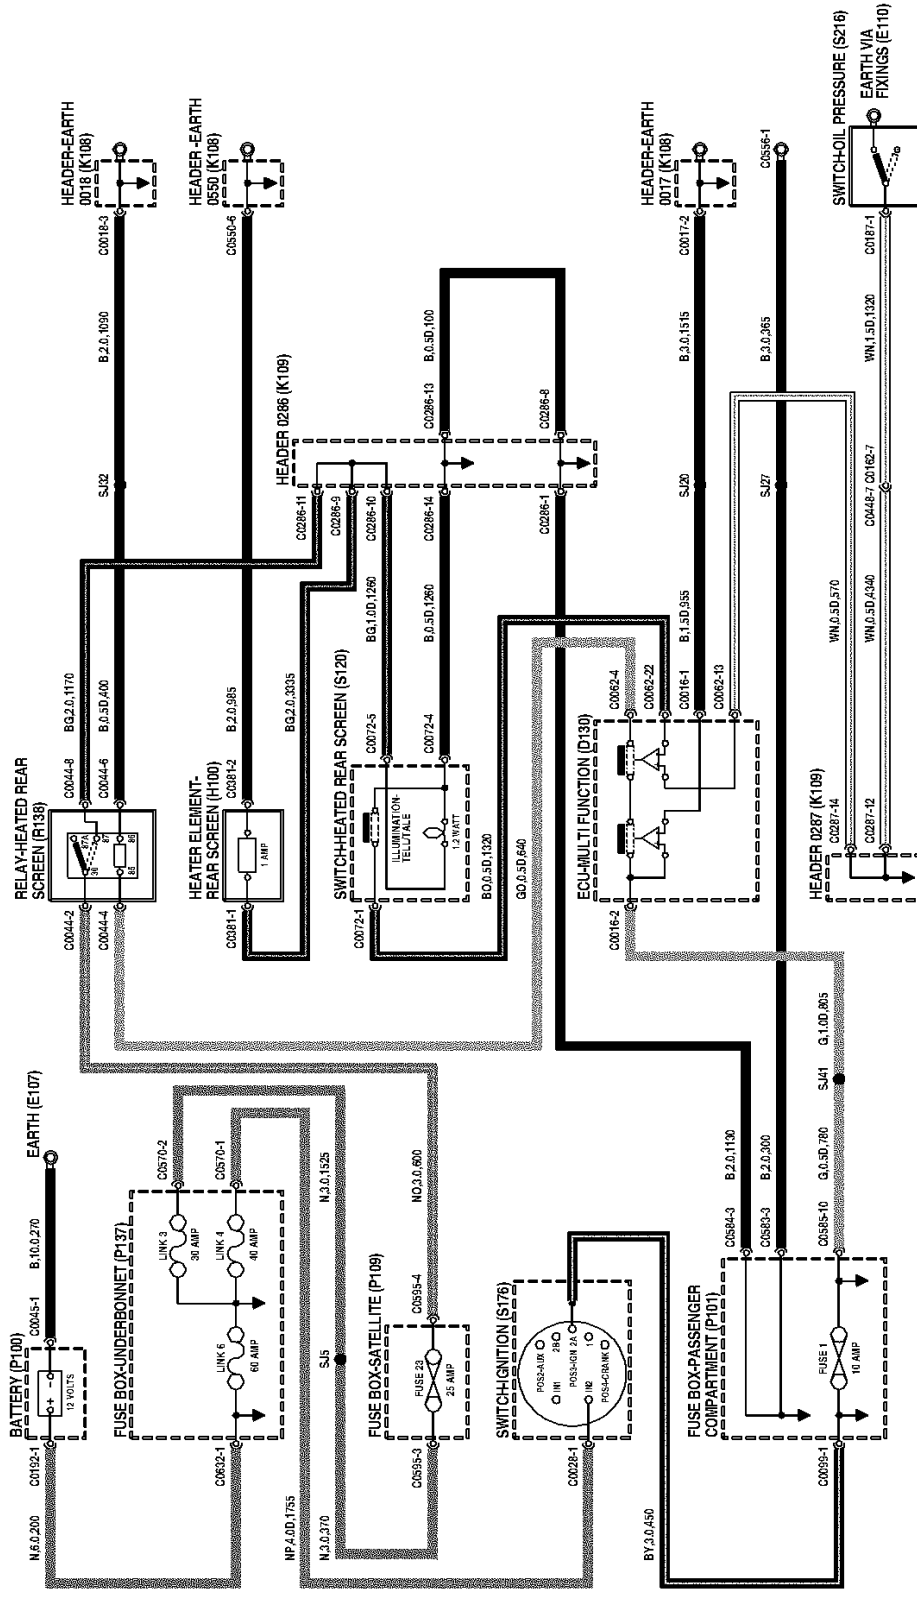 BATTERY (P100)
C0192-1
C0045-1
12 VOLTS
+
-
N,6.0,200
B,10.0,270
EARTH (E107)
FUSE BOX-UNDERBONNET (P137)
C0632-1
LINK 6
60 AMP
LINK 3
30 AMP
LINK 4
40 AMP
C0570-2
C0570-1
NP,4.0D,1755
N,3.0,370
SJ5
N,3.0,1525
FUSE BOX-SATELLITE (P109)
C0595-3
C0595-4
FUSE 23
25 AMP
NO,3.0,600
SWITCH-IGNITION (S176)
C0028-1
POS2-AUX
2B
POS3-IGN 2A
IN1
1
IN2
POS4-CRANK
BY,3.0,450
FUSE BOX-PASSENGER
COMPARTMENT (P101)
C0099-1
FUSE 1
10 AMP
C0584-3
C0583-3
C0585-10
B,2.0,1130
B,2.0,300
G,0.5D,780
SJ41
G,1.0D,805
RELAY-HEATED REAR
SCREEN (R138)
C0044-2
C0044-4
C0044-8
C0044-6
30
87A
87
85
86
BG,2.0,1170
B,0.5D,400
SJ32
B,2.0,1090
C0018-3
HEADER-EARTH
0018 (K108)
HEATER ELEMENT-
REAR SCREEN (H100)
C0381-1
C0381-2
1 AMP
B,2.0,985
BG,2.0,3335
C0550-6
HEADER -EARTH
0550 (K108)
SWITCH-HEATED REAR SCREEN (S120)
C0072-1
C0072-5
C0072-4
ILLUMINATION-
TELLTALE
1.2 WATT
BG,1.0D,1260
B,0.5D,1260
BO,0.5D,1320
GO,0.5D,640
HEADER 0286 (K109)
C0286-11
C0286-9
C0286-10
C0286-14
C0286-1
C0286-13
C0286-8
B,0.5D,100
ECU-MULTI FUNCTION (D130)
C0016-2
C0062-4
C0062-22
C0016-1
C0062-13
B,1.5D,955
SJ20
B,3.0,1515
C0017-2
HEADER-EARTH
0017 (K108)
SJ27
B,3.0,365
C0556-1
HEADER 0287 (K109)
C0287-14
C0287-12
WN,0.5D,570
WN,0.5D,4340
C0448-7
C0162-7
WN,1.5D,1320
C0187-1
SWITCH-OIL PRESSURE (S216)
EARTH VIA
FIXINGS (E110)